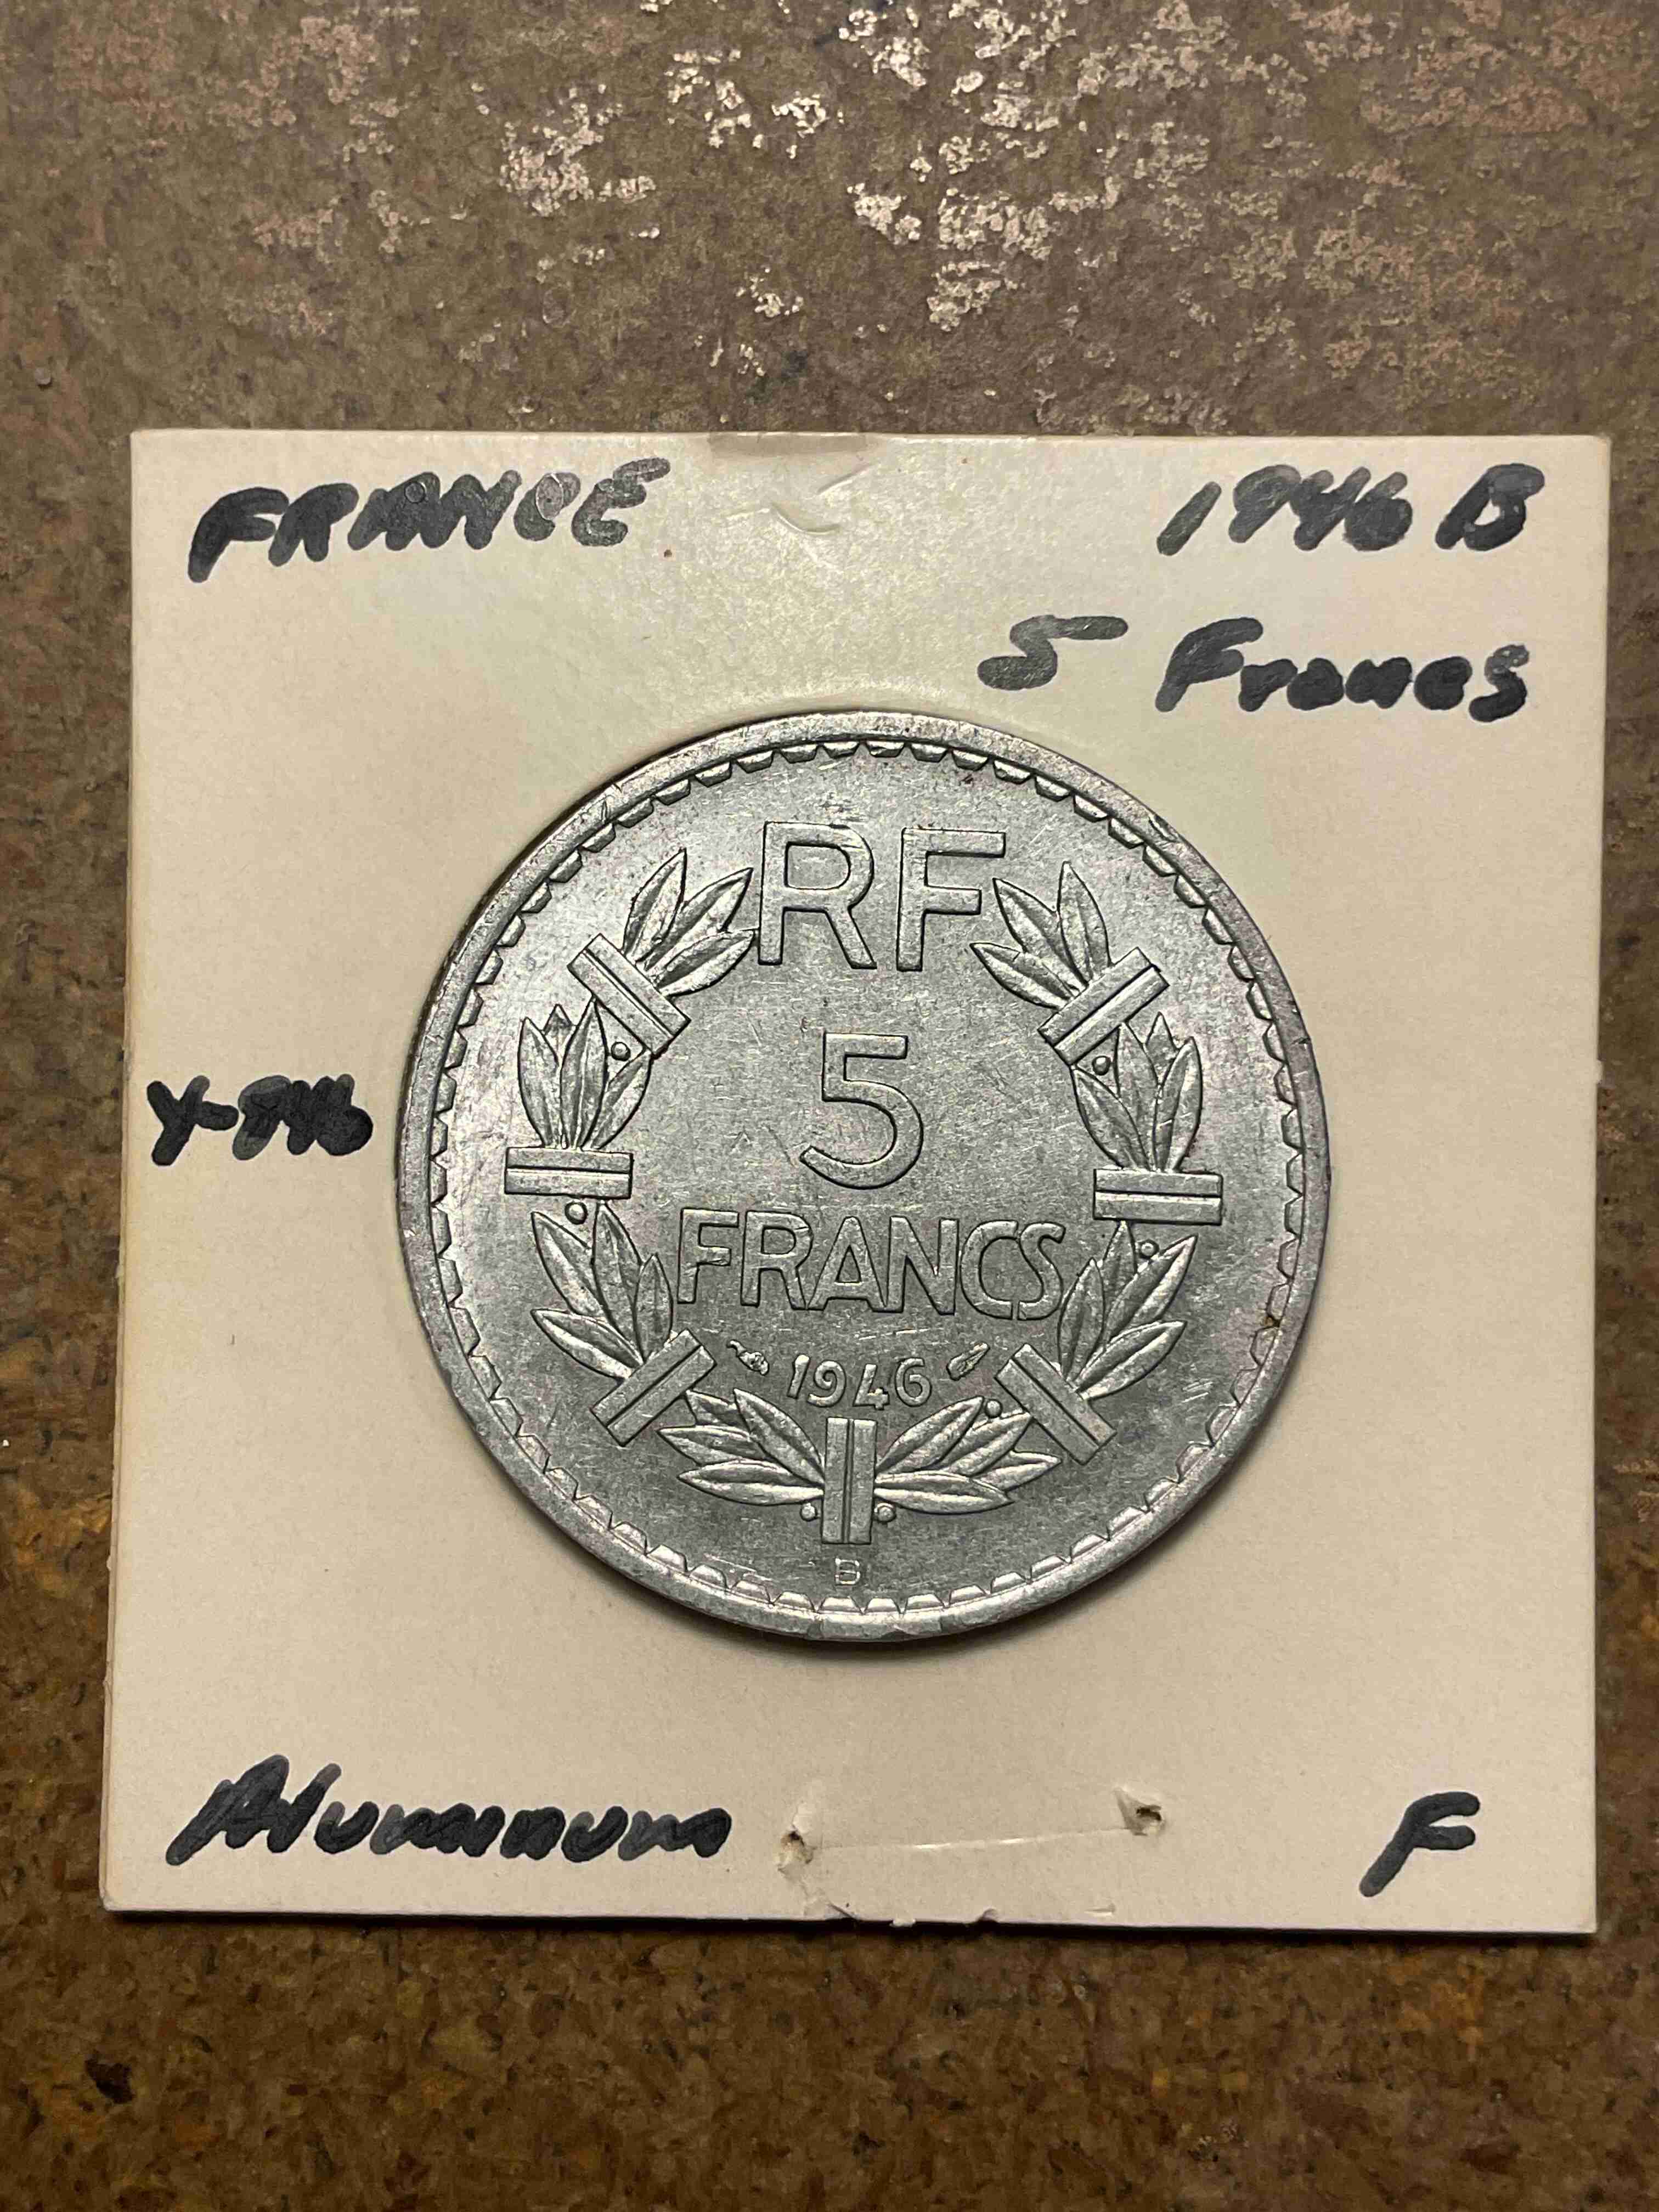 FRANCE 1946 B
5 Francs
RF
5
FRANCS
1946
B
Aluminum F